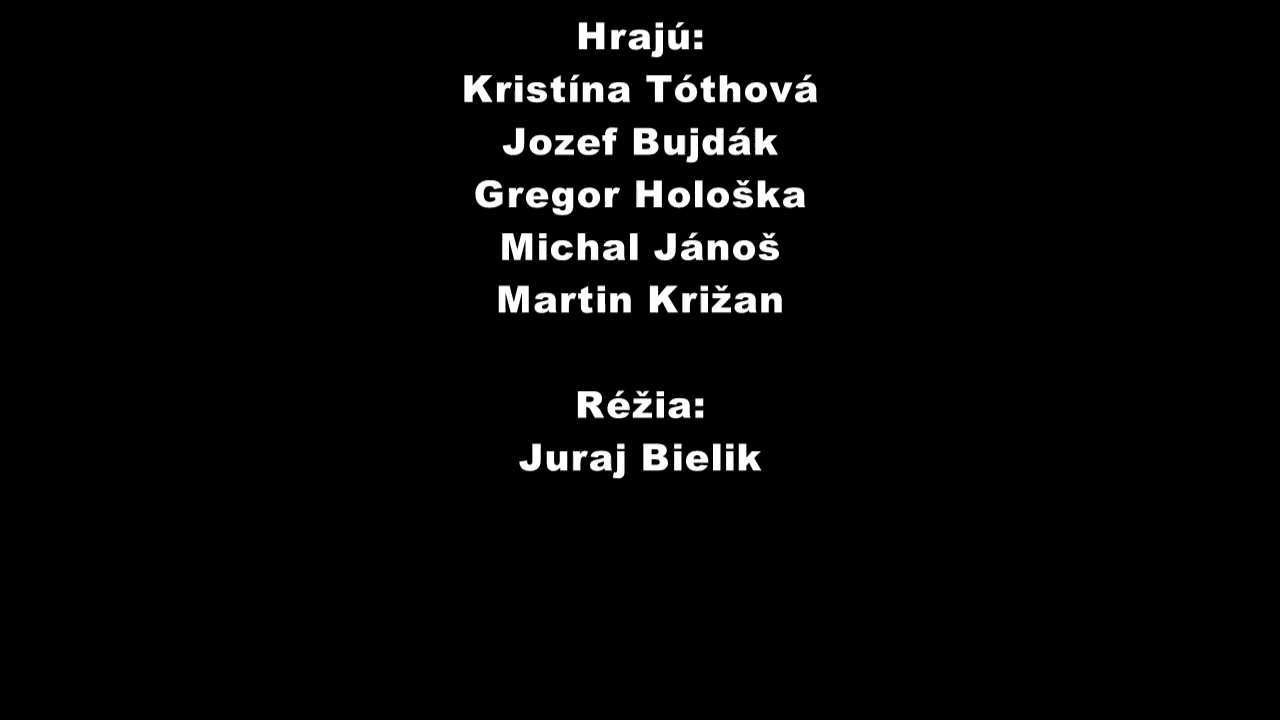 Hrajú:
Kristína Tóthová
Jozef Bujdák
Gregor Hološka
Michal Jánoš
Martin Križan
Réžia:
Juraj Bielik